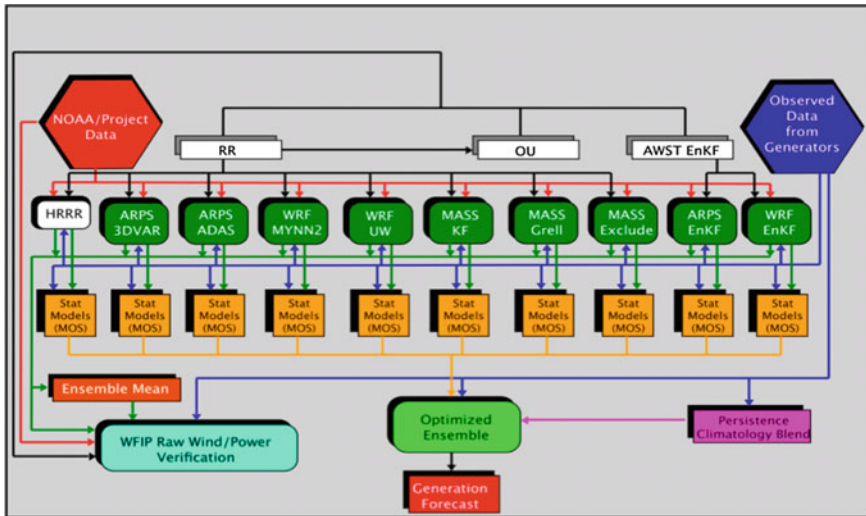 NOAA/Project
Data
Observed
Data
from
Generators
RR
OU
AWST EnKF
HRRR
ARPS
3DVAR
ARPS
ADAS
WRF
MYNN2
WRF
UW
MASS
KF
MASS
Grell
MASS
Exclude
ARPS
EnKF
WRF
EnKF
Stat
Models
(MOS)
Stat
Models
(MOS)
Stat
Models
(MOS)
Stat
Models
(MOS)
Stat
Models
(MOS)
Stat
Models
(MOS)
Stat
Models
(MOS)
Stat
Models
(MOS)
Stat
Models
(MOS)
Stat
Models
(MOS)
Ensemble Mean
WFIP Raw Wind/Power
Verification
Optimized
Ensemble
Persistence
Climatology Blend
Generation
Forecast